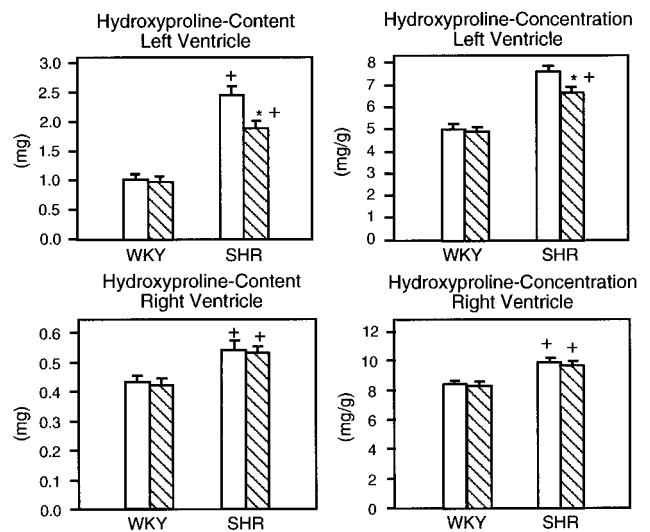 Hydroxyproline-Content
Left Ventricle
3.0
2.5
2.0
1.5
1.0
0.5
0.0
(mg)
+
* +
WKY
SHR
Hydroxyproline-Concentration
Left Ventricle
8
7
6
5
4
3
2
1
0
(mg/g)
* +
WKY
SHR
Hydroxyproline-Content
Right Ventricle
0.6
0.5
0.4
0.3
0.2
0.1
0.0
(mg)
+ +
WKY
SHR
Hydroxyproline-Concentration
Right Ventricle
12
10
8
6
4
2
0
(mg/g)
+ +
WKY
SHR